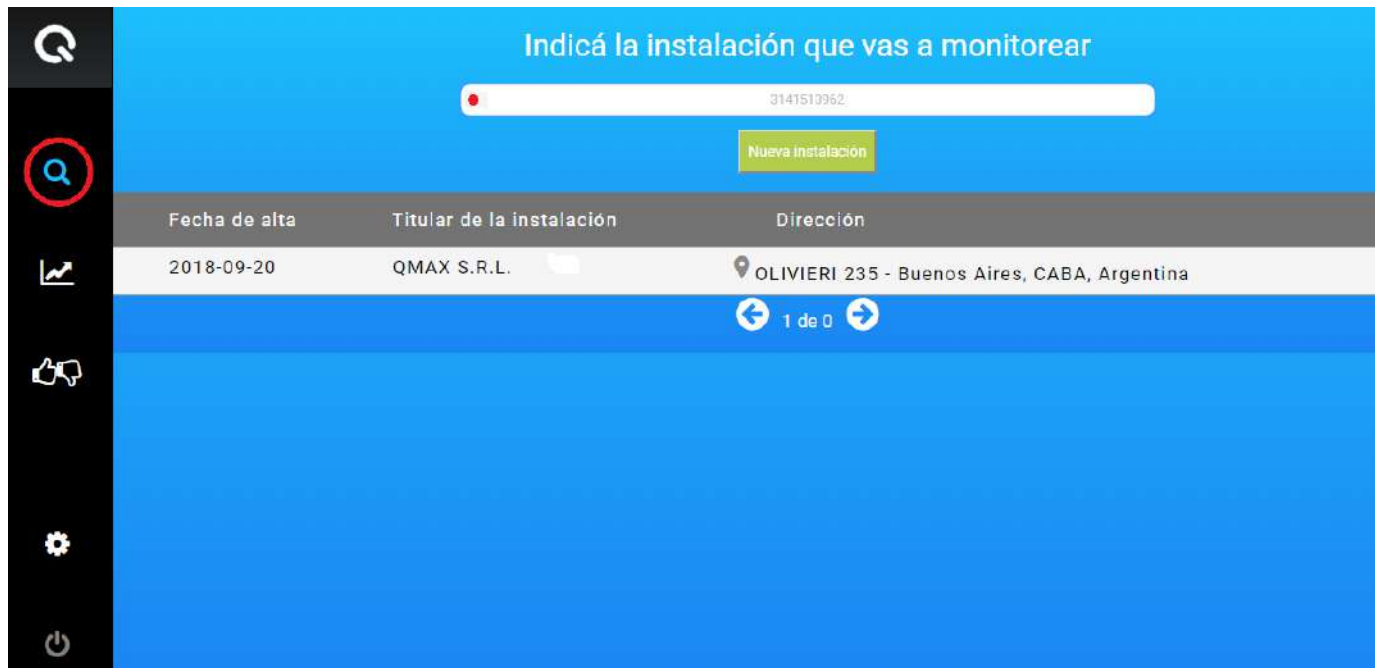 Indicá la instalación que vas a monitorear
3141513962
Nueva instalación
Fecha de alta Titular de la instalación Dirección
2018-09-20 QMAX S.R.L. OLIVIERI 235 - Buenos Aires, CABA, Argentina
1 de 0